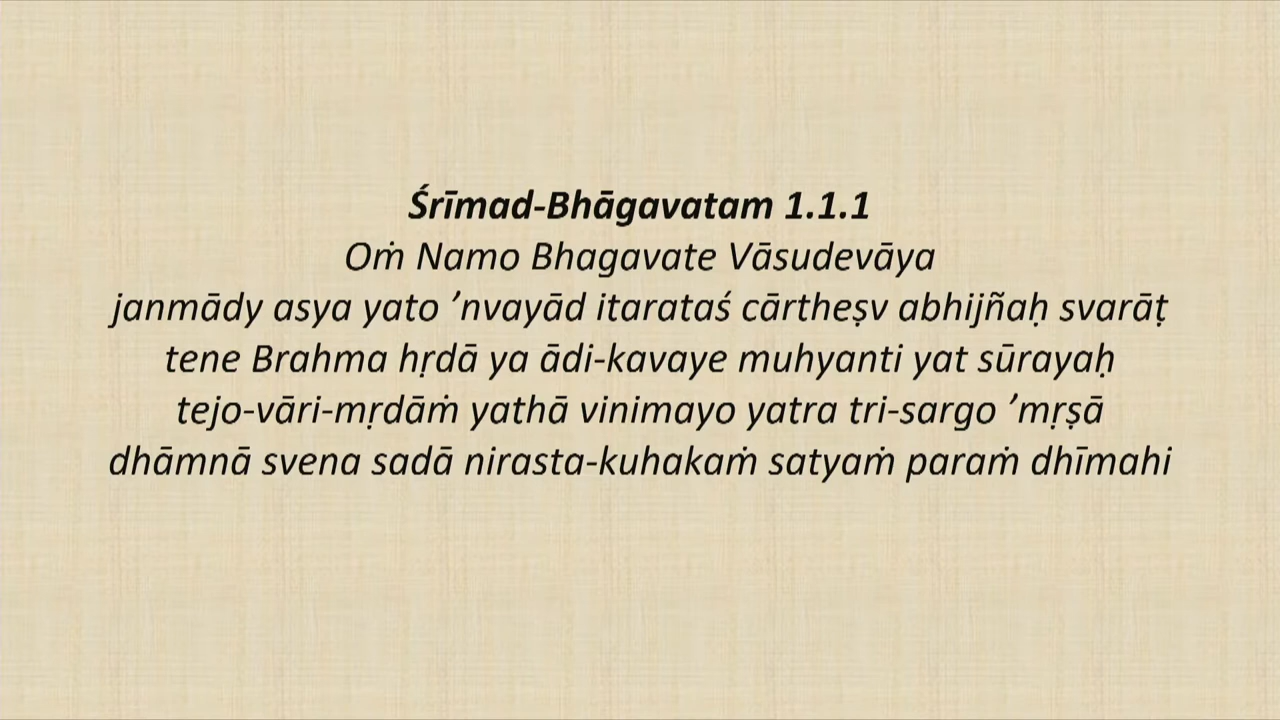 Śrīmad-Bhāgavatam 1.1.1
Oṁ Namo Bhagavate Vāsudevāya
janmādy asya yato ’nvayād itarataś cārtheṣv abhijñaḥ svarāṭ
tene Brahma hṛdā ya ādi-kavaye muhyanti yat sūrayaḥ
tejo-vāri-mṛdāṁ yathā vinimayo yatra tri-sargo ’mṛṣā
dhāmnā svena sadā nirasta-kuhakaṁ satyaṁ paraṁ dhīmahi